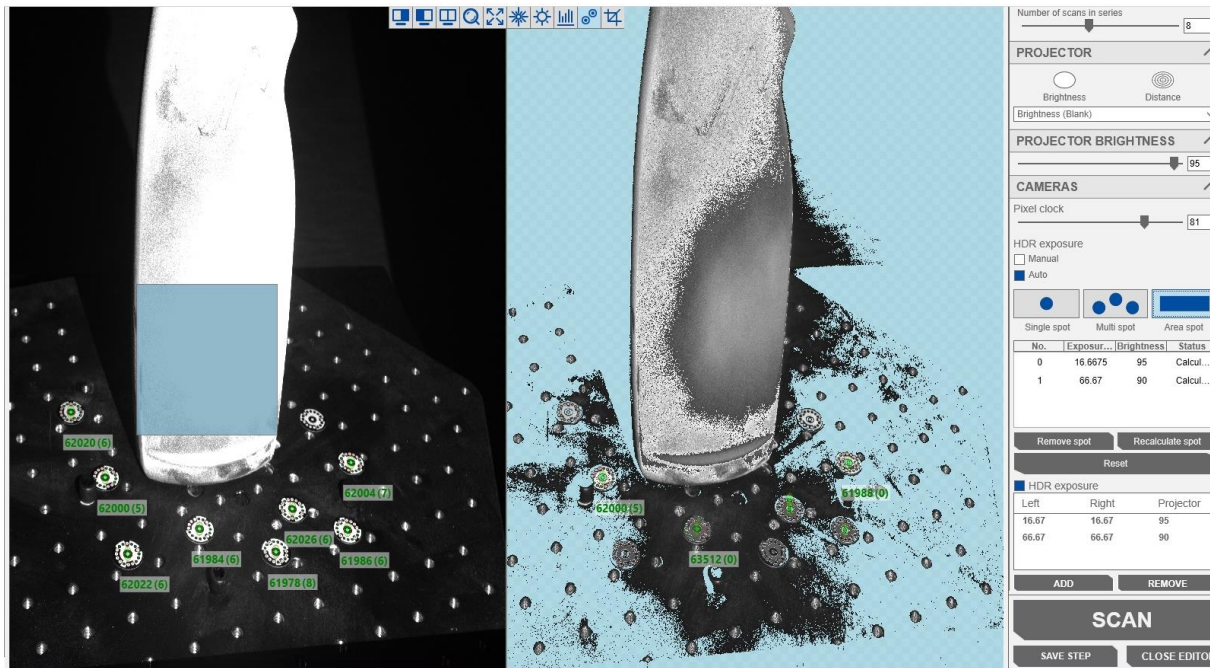 Number of scans in series
8
PROJECTOR
Brightness Distance
Brightness (Blank)
PROJECTOR BRIGHTNESS
95
CAMERAS
Pixel clock
81
HDR exposure
Manual
Auto
Single spot Multi spot Area spot
No. Exposur... Brightness Status
0 16.6675 95 Calcul...
1 66.67 90 Calcul...
Remove spot Recalculate spot
Reset
HDR exposure
Left Right Projector
16.67 16.67 95
66.67 66.67 90
ADD REMOVE
SCAN
SAVE STEP CLOSE EDITO
62020 (6)
62000 (5)
62004 (7)
62026 (6)
61984 (6)
61986 (6)
62022 (6)
61978 (8)
62000 (5)
61988 (0)
63512 (0)